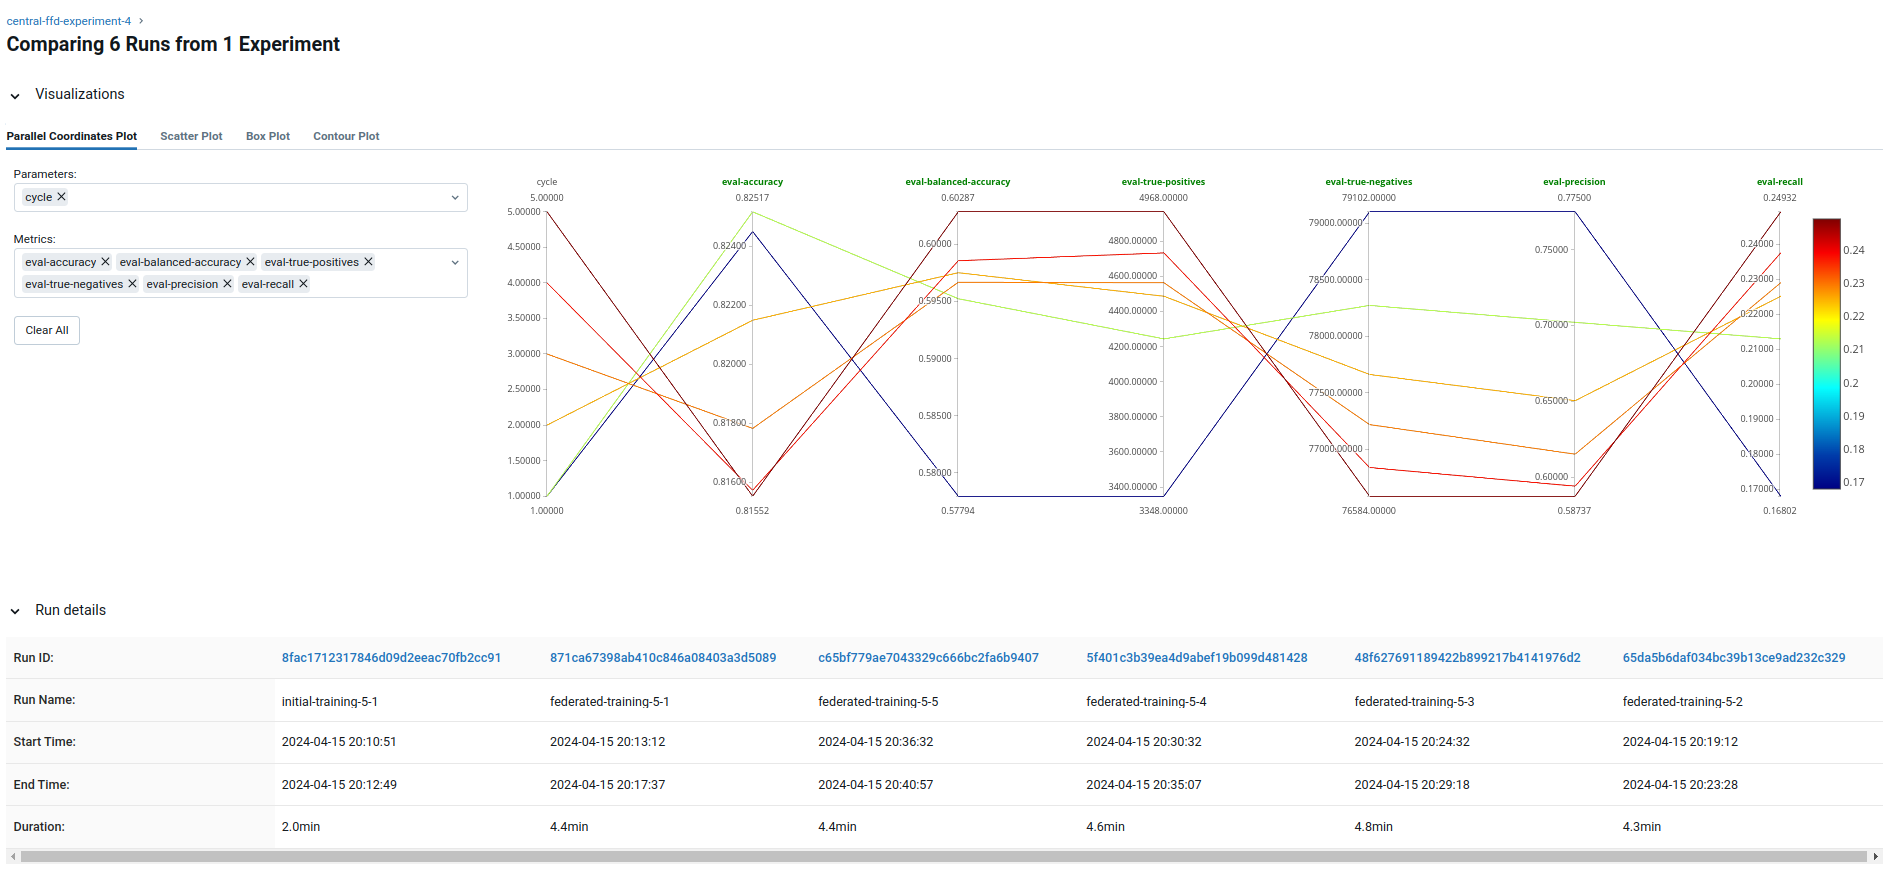 central-ffd-experiment-4 ›
Comparing 6 Runs from 1 Experiment
Visualizations
Parallel Coordinates Plot Scatter Plot Box Plot Contour Plot
Parameters:
cycle ✕
Metrics:
eval-accuracy ✕ eval-balanced-accuracy ✕ eval-true-positives ✕
eval-true-negatives ✕ eval-precision ✕ eval-recall ✕
Clear All
cycle
5.00000
5.00000
4.50000
4.00000
3.50000
3.00000
2.50000
2.00000
1.50000
1.00000
1.00000
eval-accuracy
0.82517
0.82400
0.82200
0.82000
0.81800
0.81600
0.81552
eval-balanced-accuracy
0.60287
0.60000
0.59500
0.59000
0.58500
0.58000
0.57794
eval-true-positives
4968.00000
4800.00000
4600.00000
4400.00000
4200.00000
4000.00000
3800.00000
3600.00000
3400.00000
3348.00000
eval-true-negatives
79102.00000
79000.00000
78500.00000
78000.00000
77500.00000
77000.00000
76584.00000
eval-precision
0.77500
0.75000
0.70000
0.65000
0.60000
0.58737
eval-recall
0.24932
0.24000
0.23000
0.22000
0.21000
0.20000
0.19000
0.18000
0.17000
0.16802
0.24
0.23
0.22
0.21
0.2
0.19
0.18
0.17
Run details
Run ID: 8fac1712317846d09d2eeac70fb2cc91 871ca67398ab410c846a08403a3d5089 c65bf779ae7043329c666bc2fa6b9407 5f401c3b39ea4d9abef19b099d481428 48f627691189422b899217b4141976d2 65da5b6daf034bc39b13ce9ad232c329
Run Name: initial-training-5-1 federated-training-5-1 federated-training-5-5 federated-training-5-4 federated-training-5-3 federated-training-5-2
Start Time: 2024-04-15 20:10:51 2024-04-15 20:13:12 2024-04-15 20:36:32 2024-04-15 20:30:32 2024-04-15 20:24:32 2024-04-15 20:19:12
End Time: 2024-04-15 20:12:49 2024-04-15 20:17:37 2024-04-15 20:40:57 2024-04-15 20:35:07 2024-04-15 20:29:18 2024-04-15 20:23:28
Duration: 2.0min 4.4min 4.4min 4.6min 4.8min 4.3min